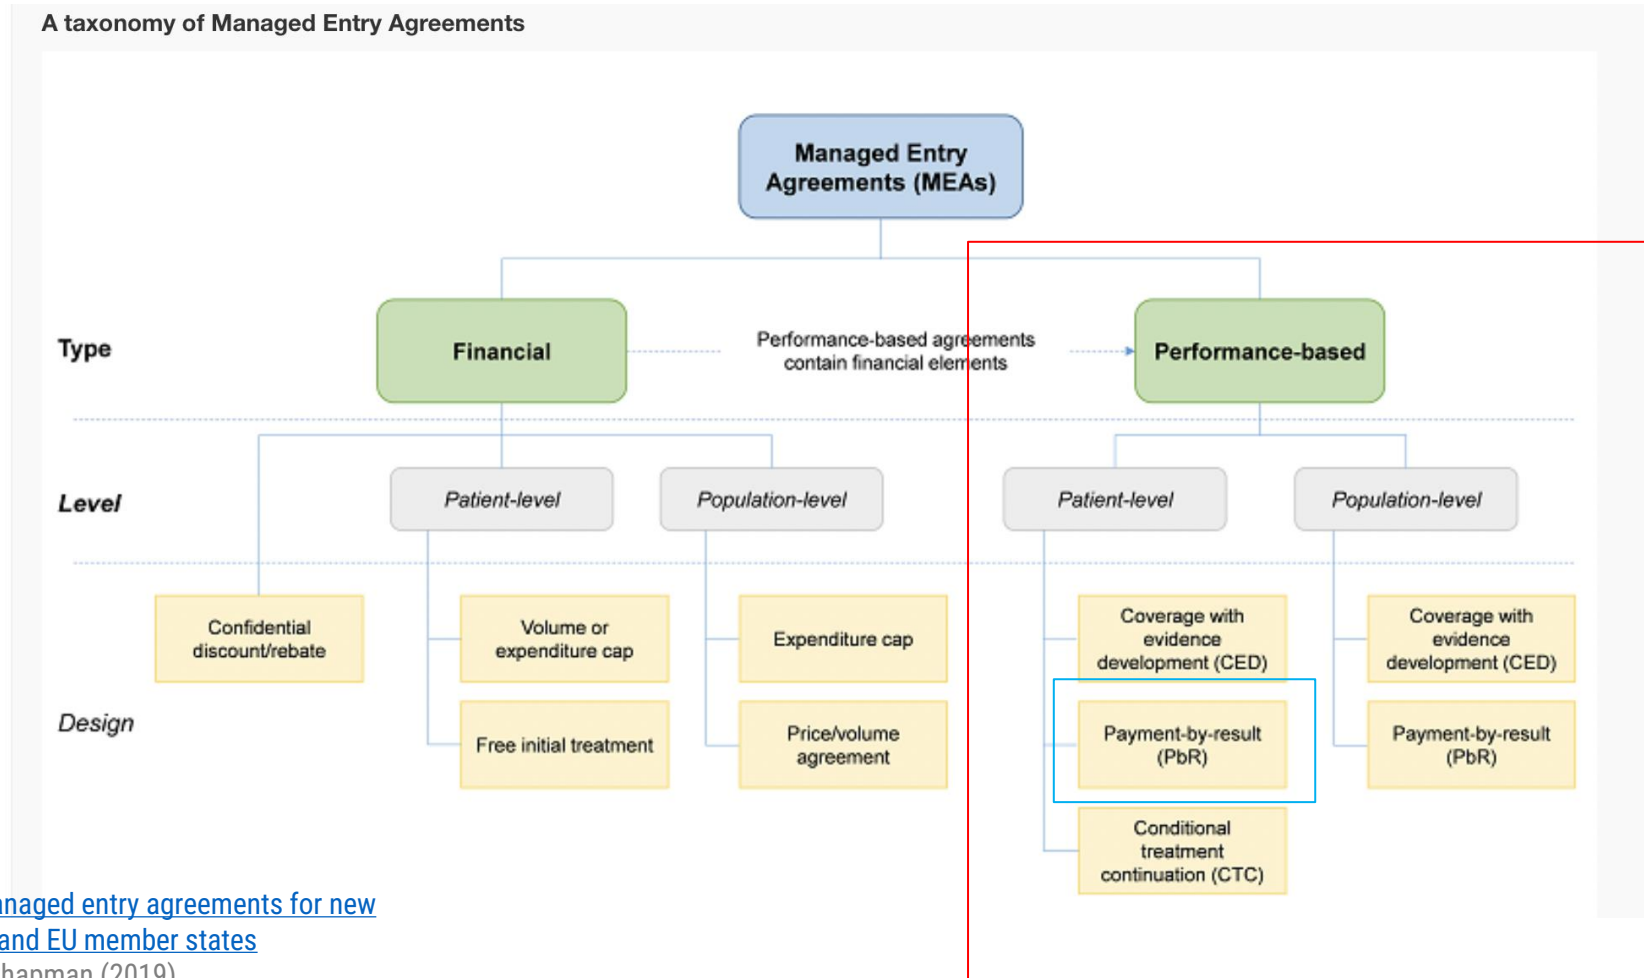 A taxonomy of Managed Entry Agreements
Managed Entry
Agreements (MEAs)
Type
Financial
Performance-based agreements
contain financial elements
Performance-based
Level
Patient-level
Population-level
Patient-level
Population-level
Design
Confidential
discount/rebate
Volume or
expenditure cap
Free initial treatment
Expenditure cap
Price/volume
agreement
Coverage with
evidence
development (CED)
Payment-by-result
(PbR)
Conditional
treatment
continuation (CTC)
Coverage with
evidence
development (CED)
Payment-by-result
(PbR)
entry agreements for new
and EU member states
(2019)